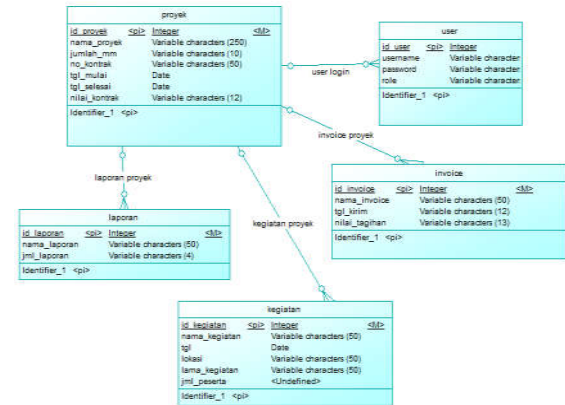 proyek
id_proyek <pi> Integer <M>
nama_proyek Variable characters (250)
jumlah_mm Variable characters (10)
no_kontrak Variable characters (50)
tgl_mulai Date
tgl_selesai Date
nilai_kontrak Variable characters (12)
Identifier_1 <pi>
user
id_user <pi> Integer
username Variable character
password Variable character
role Variable character
Identifier_1 <pi>
user login
invoice proyek
laporan proyek
kegiatan proyek
invoice
id_invoice <pi> Integer <M>
nama_invoice Variable characters (50)
tgl_kirim Variable characters (12)
nilai_tagihan Variable characters (13)
Identifier_1 <pi>
laporan
id_laporan <pi> Integer <M>
nama_laporan Variable characters (50)
jml_laporan Variable characters (4)
Identifier_1 <pi>
kegiatan
id_kegiatan <pi> Integer <M>
nama_kegiatan Variable characters (50)
tgl Date
lokasi Variable characters (50)
lama_kegiatan Variable characters (50)
jml_peserta <Undefined>
Identifier_1 <pi>